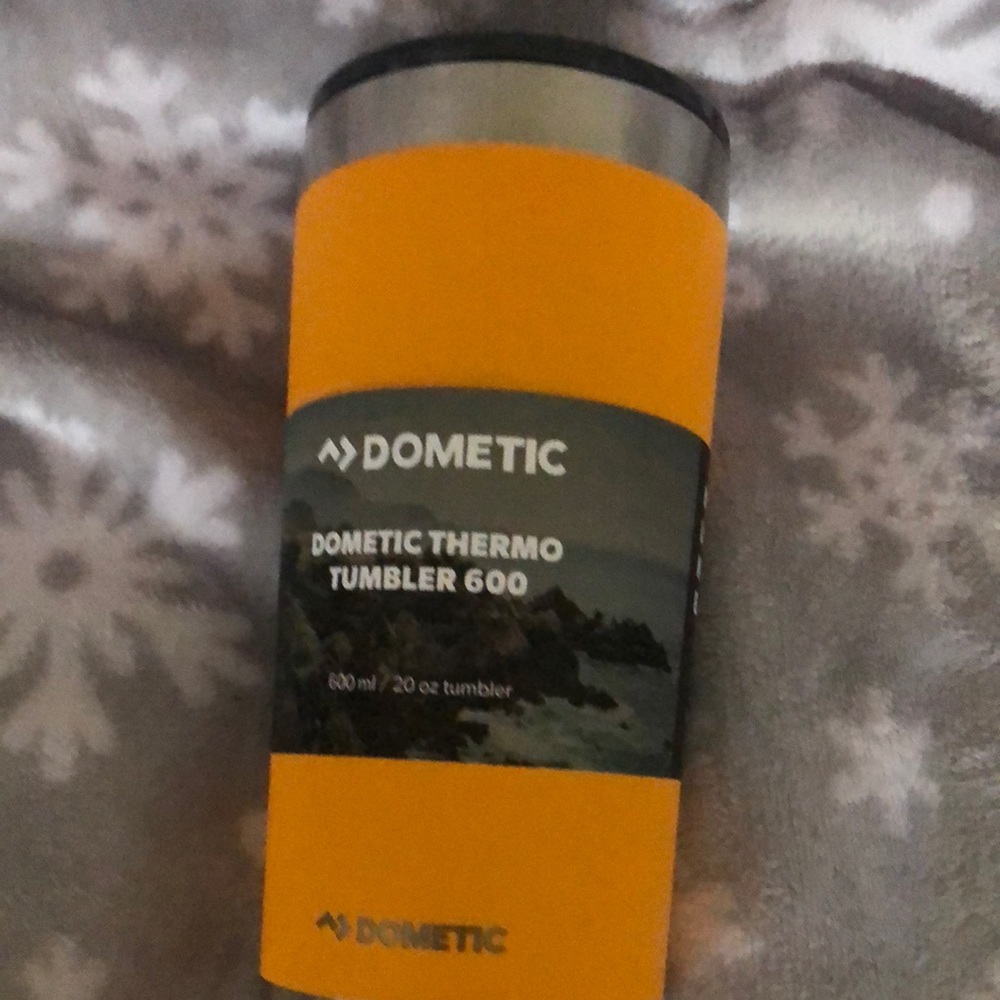 DOMETIC
DOMETIC THERMO
TUMBLER 600
600 ml / 20 oz tumbler
DOMETIC